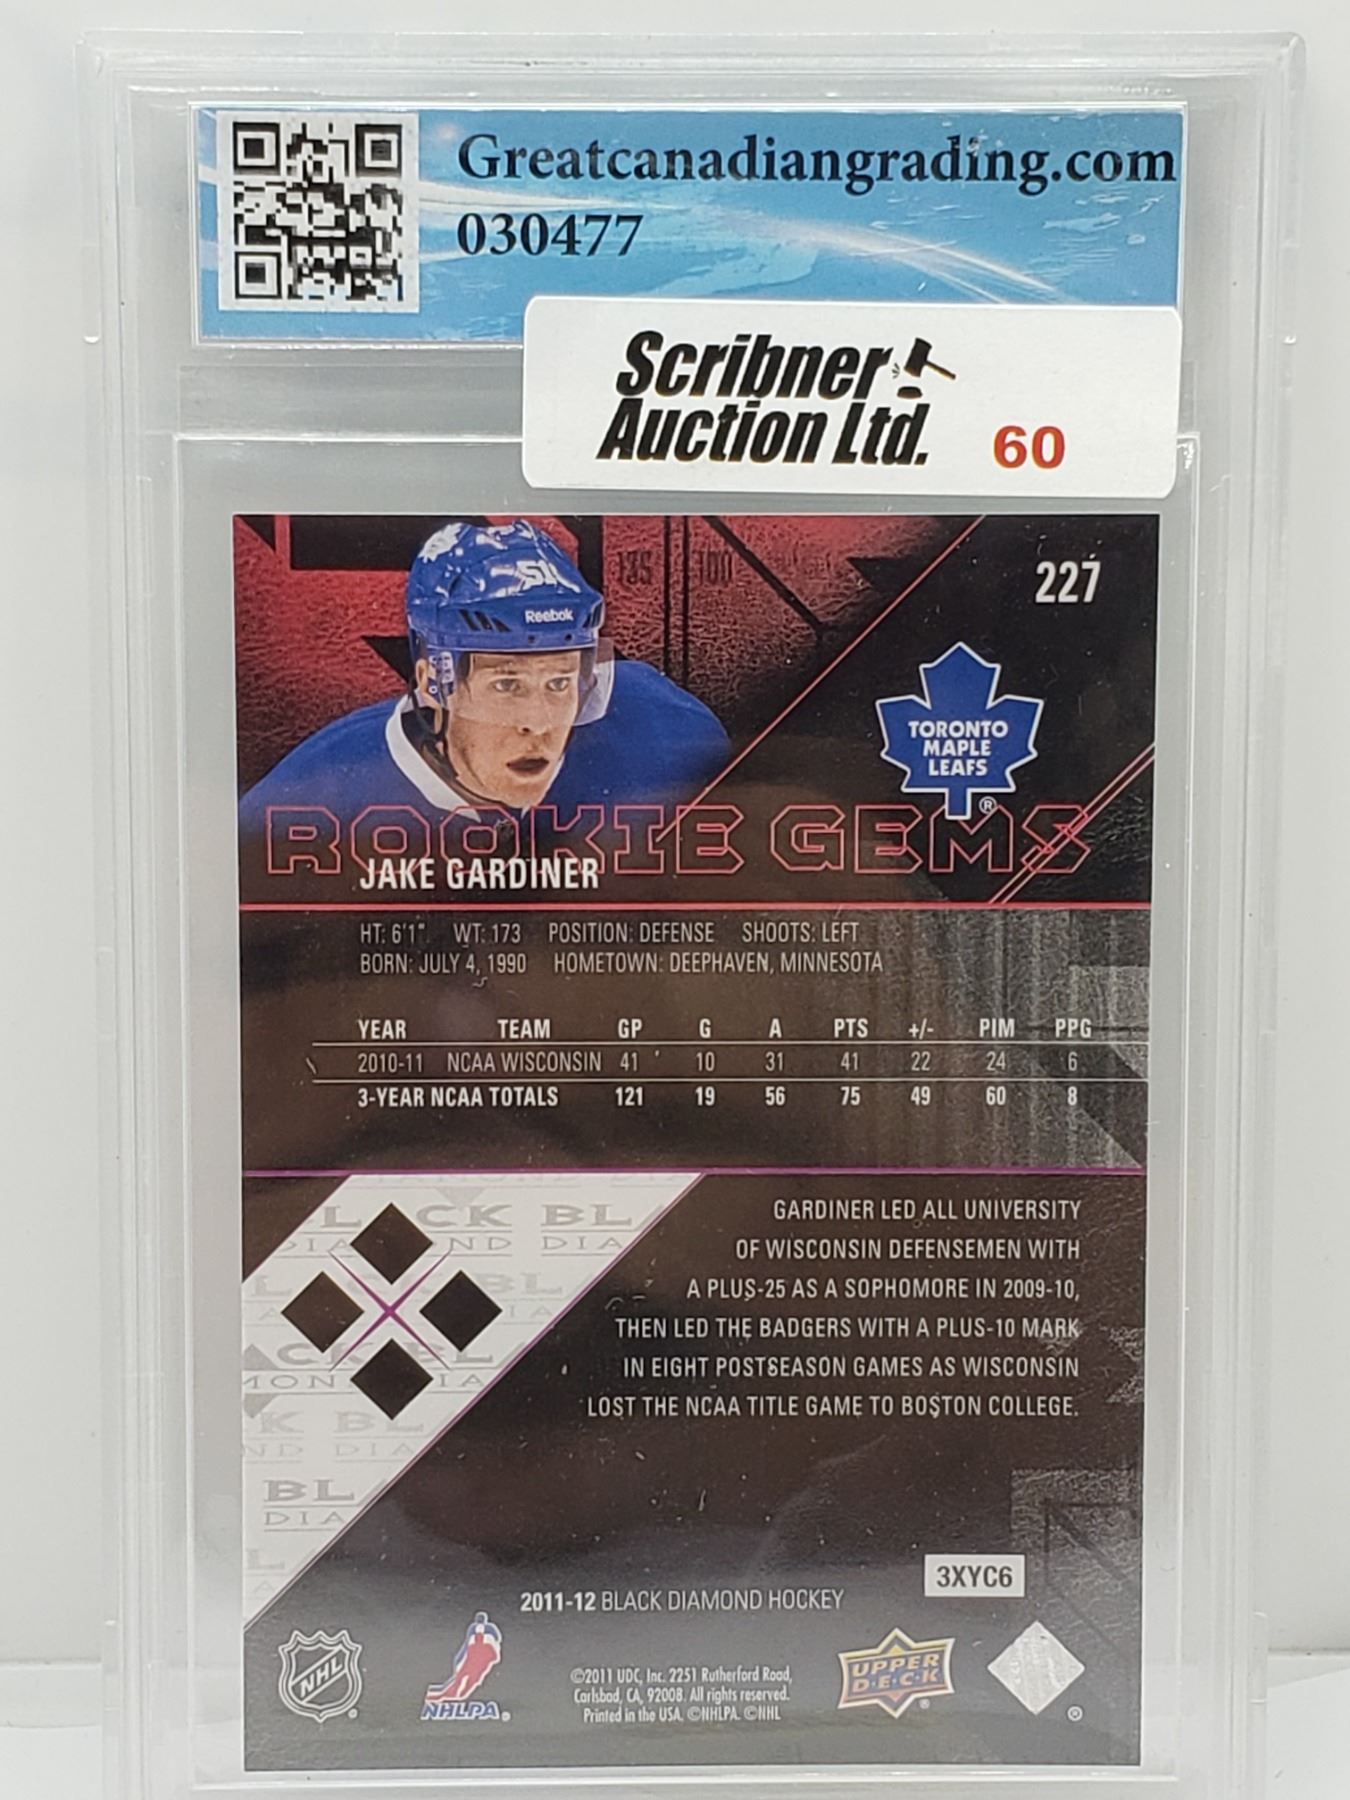 Greatcanadiangrading.com
030477
Scribner
Auction Ltd. 60
51
Reebok
227
TORONTO
MAPLE
LEAFS
®
ROOKIE GEMS
JAKE GARDINER
HT: 6'1" WT: 173 POSITION: DEFENSE SHOOTS: LEFT
BORN: JULY 4, 1990 HOMETOWN: DEEPHAVEN, MINNESOTA
YEAR TEAM GP G A PTS +/- PIM PPG
2010-11 NCAA WISCONSIN 41 10 31 41 22 24 6
3-YEAR NCAA TOTALS 121 19 56 75 49 60 8
GARDINER LED ALL UNIVERSITY
OF WISCONSIN DEFENSEMEN WITH
A PLUS-25 AS A SOPHOMORE IN 2009-10,
THEN LED THE BADGERS WITH A PLUS-10 MARK
IN EIGHT POSTSEASON GAMES AS WISCONSIN
LOST THE NCAA TITLE GAME TO BOSTON COLLEGE.
3XYC6
2011-12 BLACK DIAMOND HOCKEY
NHL
NHLPA
©2011 UDC, Inc. 2251 Rutherford Road,
Carlsbad, CA, 92008. All rights reserved.
Printed in the USA. ©NHLPA. ©NHL
UPPER
D·E·C·K
®